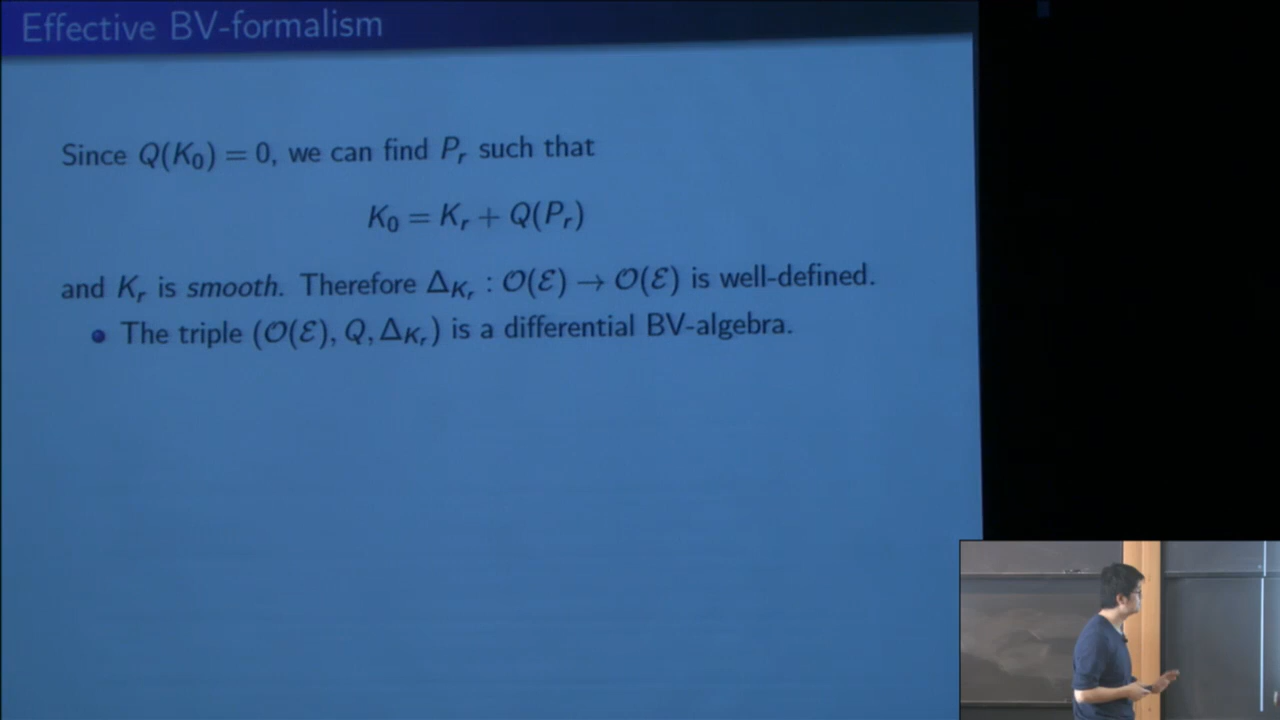 Effective BV-formalism
Since Q(K₀) = 0, we can find Pᵣ such that
K₀ = Kᵣ + Q(Pᵣ)
and Kᵣ is smooth. Therefore Δ_{Kᵣ} : 𝒪(ℰ) → 𝒪(ℰ) is well-defined.
• The triple (𝒪(ℰ), Q, Δ_{Kᵣ}) is a differential BV-algebra.